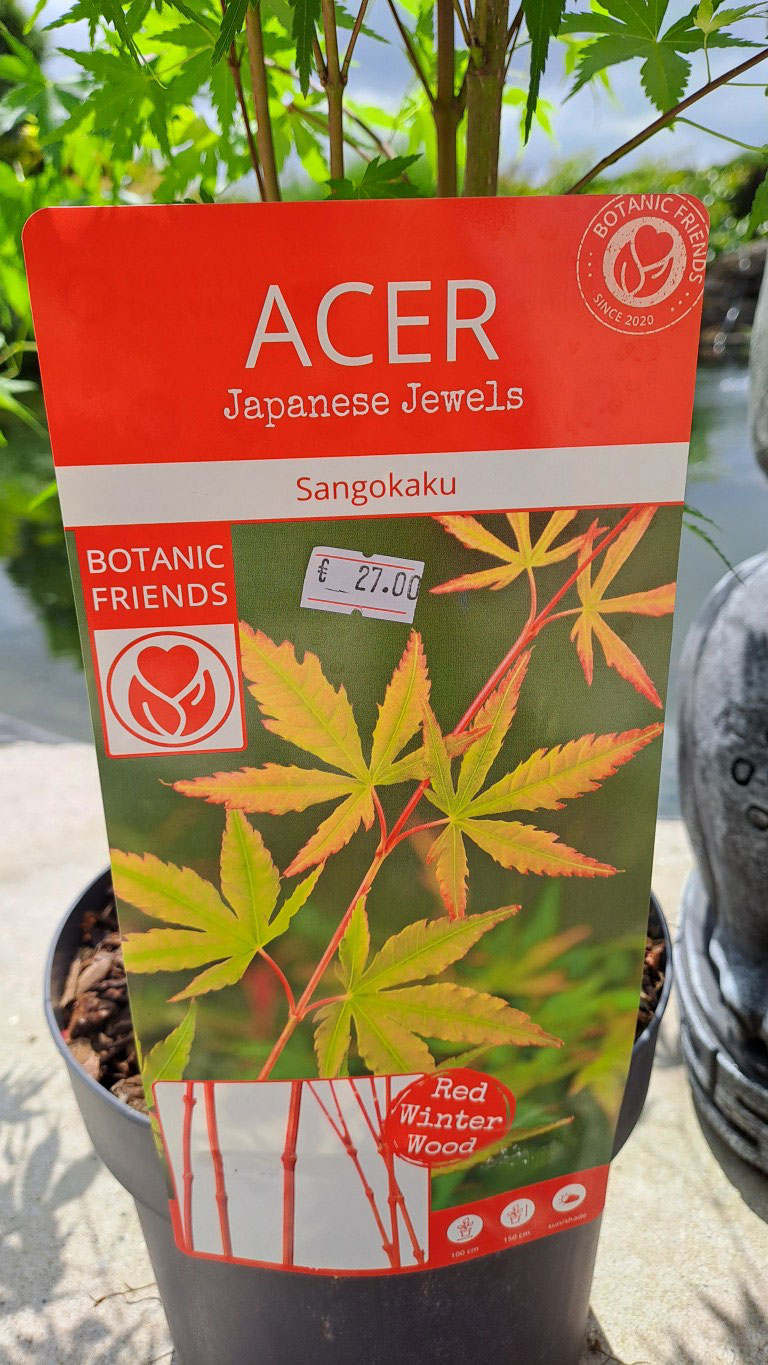 BOTANIC FRIENDS
SINCE 2020
ACER
Japanese Jewels
Sangokaku
BOTANIC
FRIENDS
€ 27.00
Red
Winter
Wood
100 cm
150 cm
sun/shade